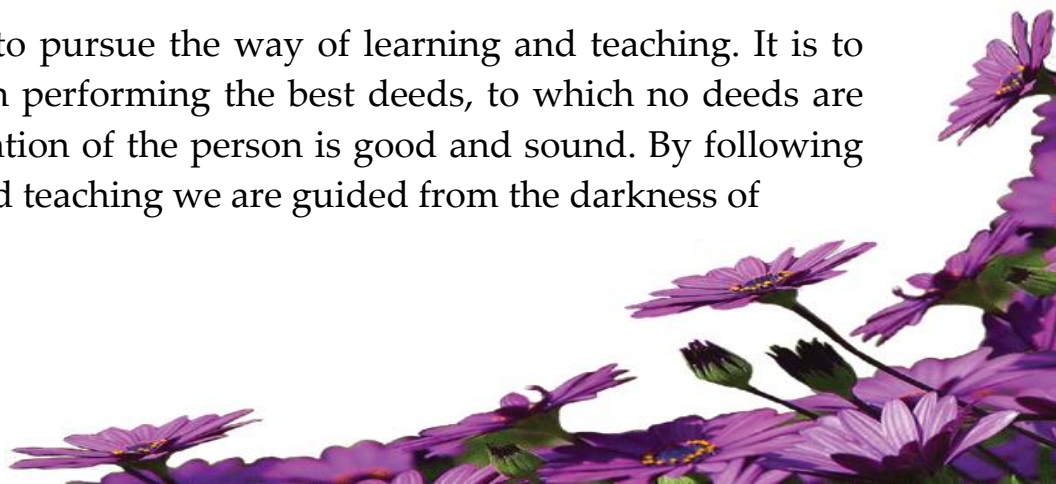 to pursue the way of learning and teaching. It is to
performing the best deeds, to which no deeds are
of the person is good and sound. By following
teaching we are guided from the darkness of